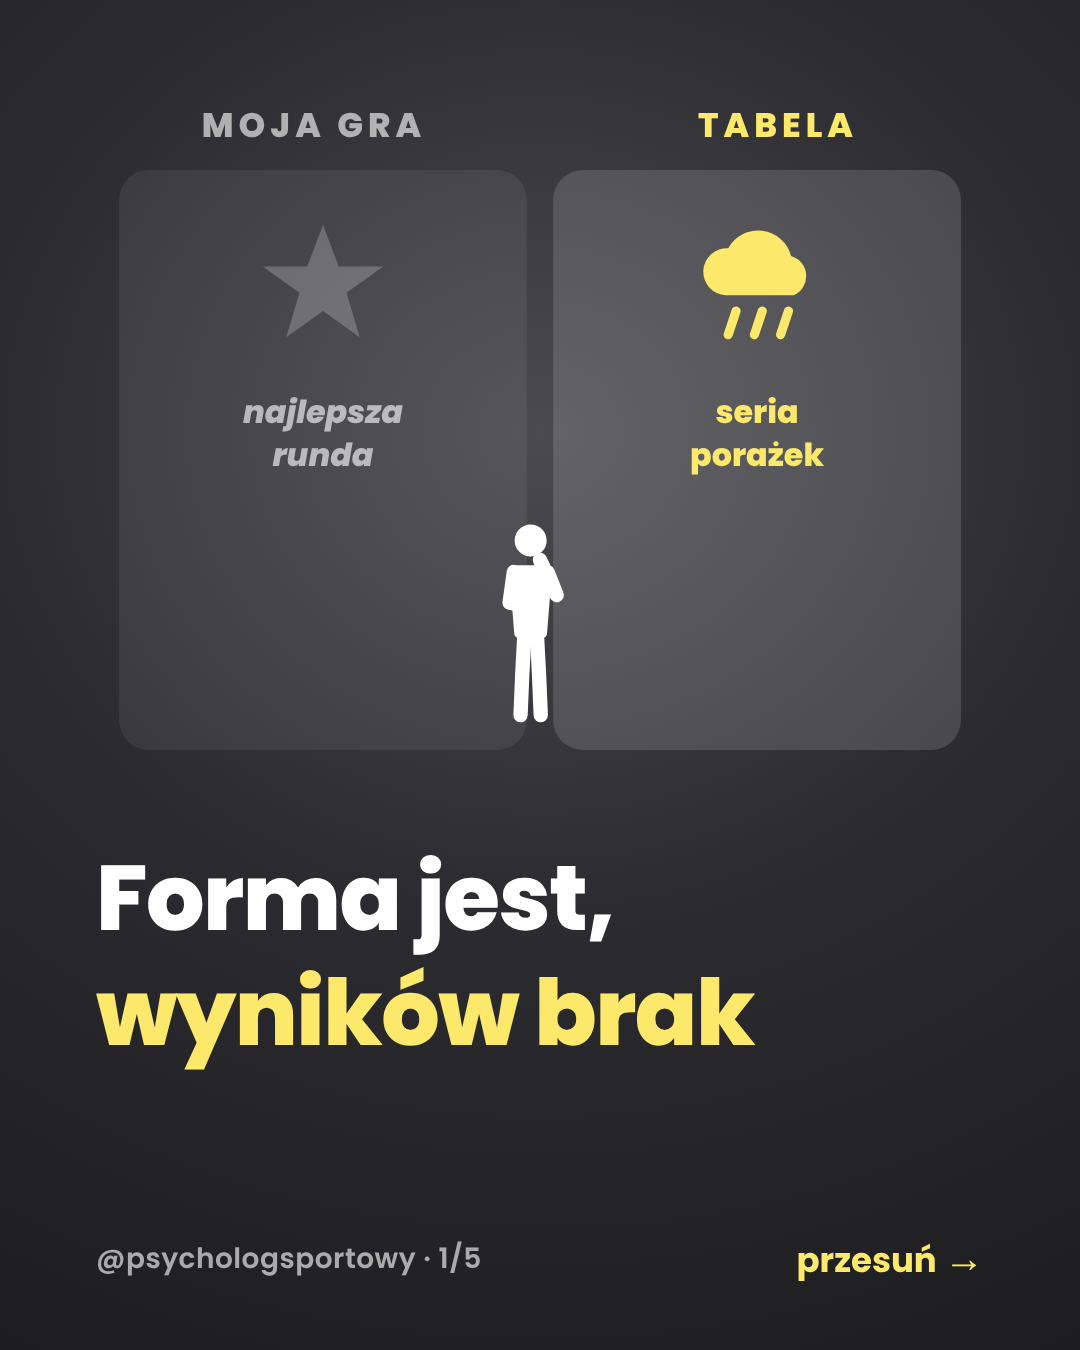 MOJA GRA
TABELA
najlepsza
runda
seria
porażek
Forma jest,
wyników brak
@psychologsportowy · 1/5
przesuń →